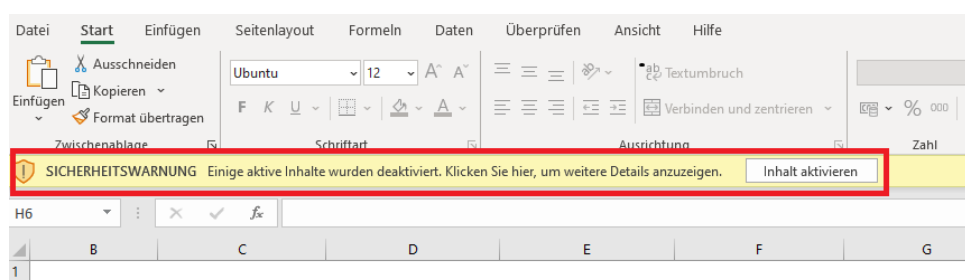 Datei Start Einfügen Seitenlayout Formeln Daten Überprüfen Ansicht Hilfe
Ausschneiden
Kopieren
Format übertragen
Einfügen
Ubuntu 12 A A
F K U A
ab
c Textumbruch
Verbinden und zentrieren
% 000
Zwischenablage Schriftart Ausrichtung Zahl
SICHERHEITSWARNUNG Einige aktive Inhalte wurden deaktiviert. Klicken Sie hier, um weitere Details anzuzeigen. Inhalt aktivieren
H6 fx
B C D E F G
1